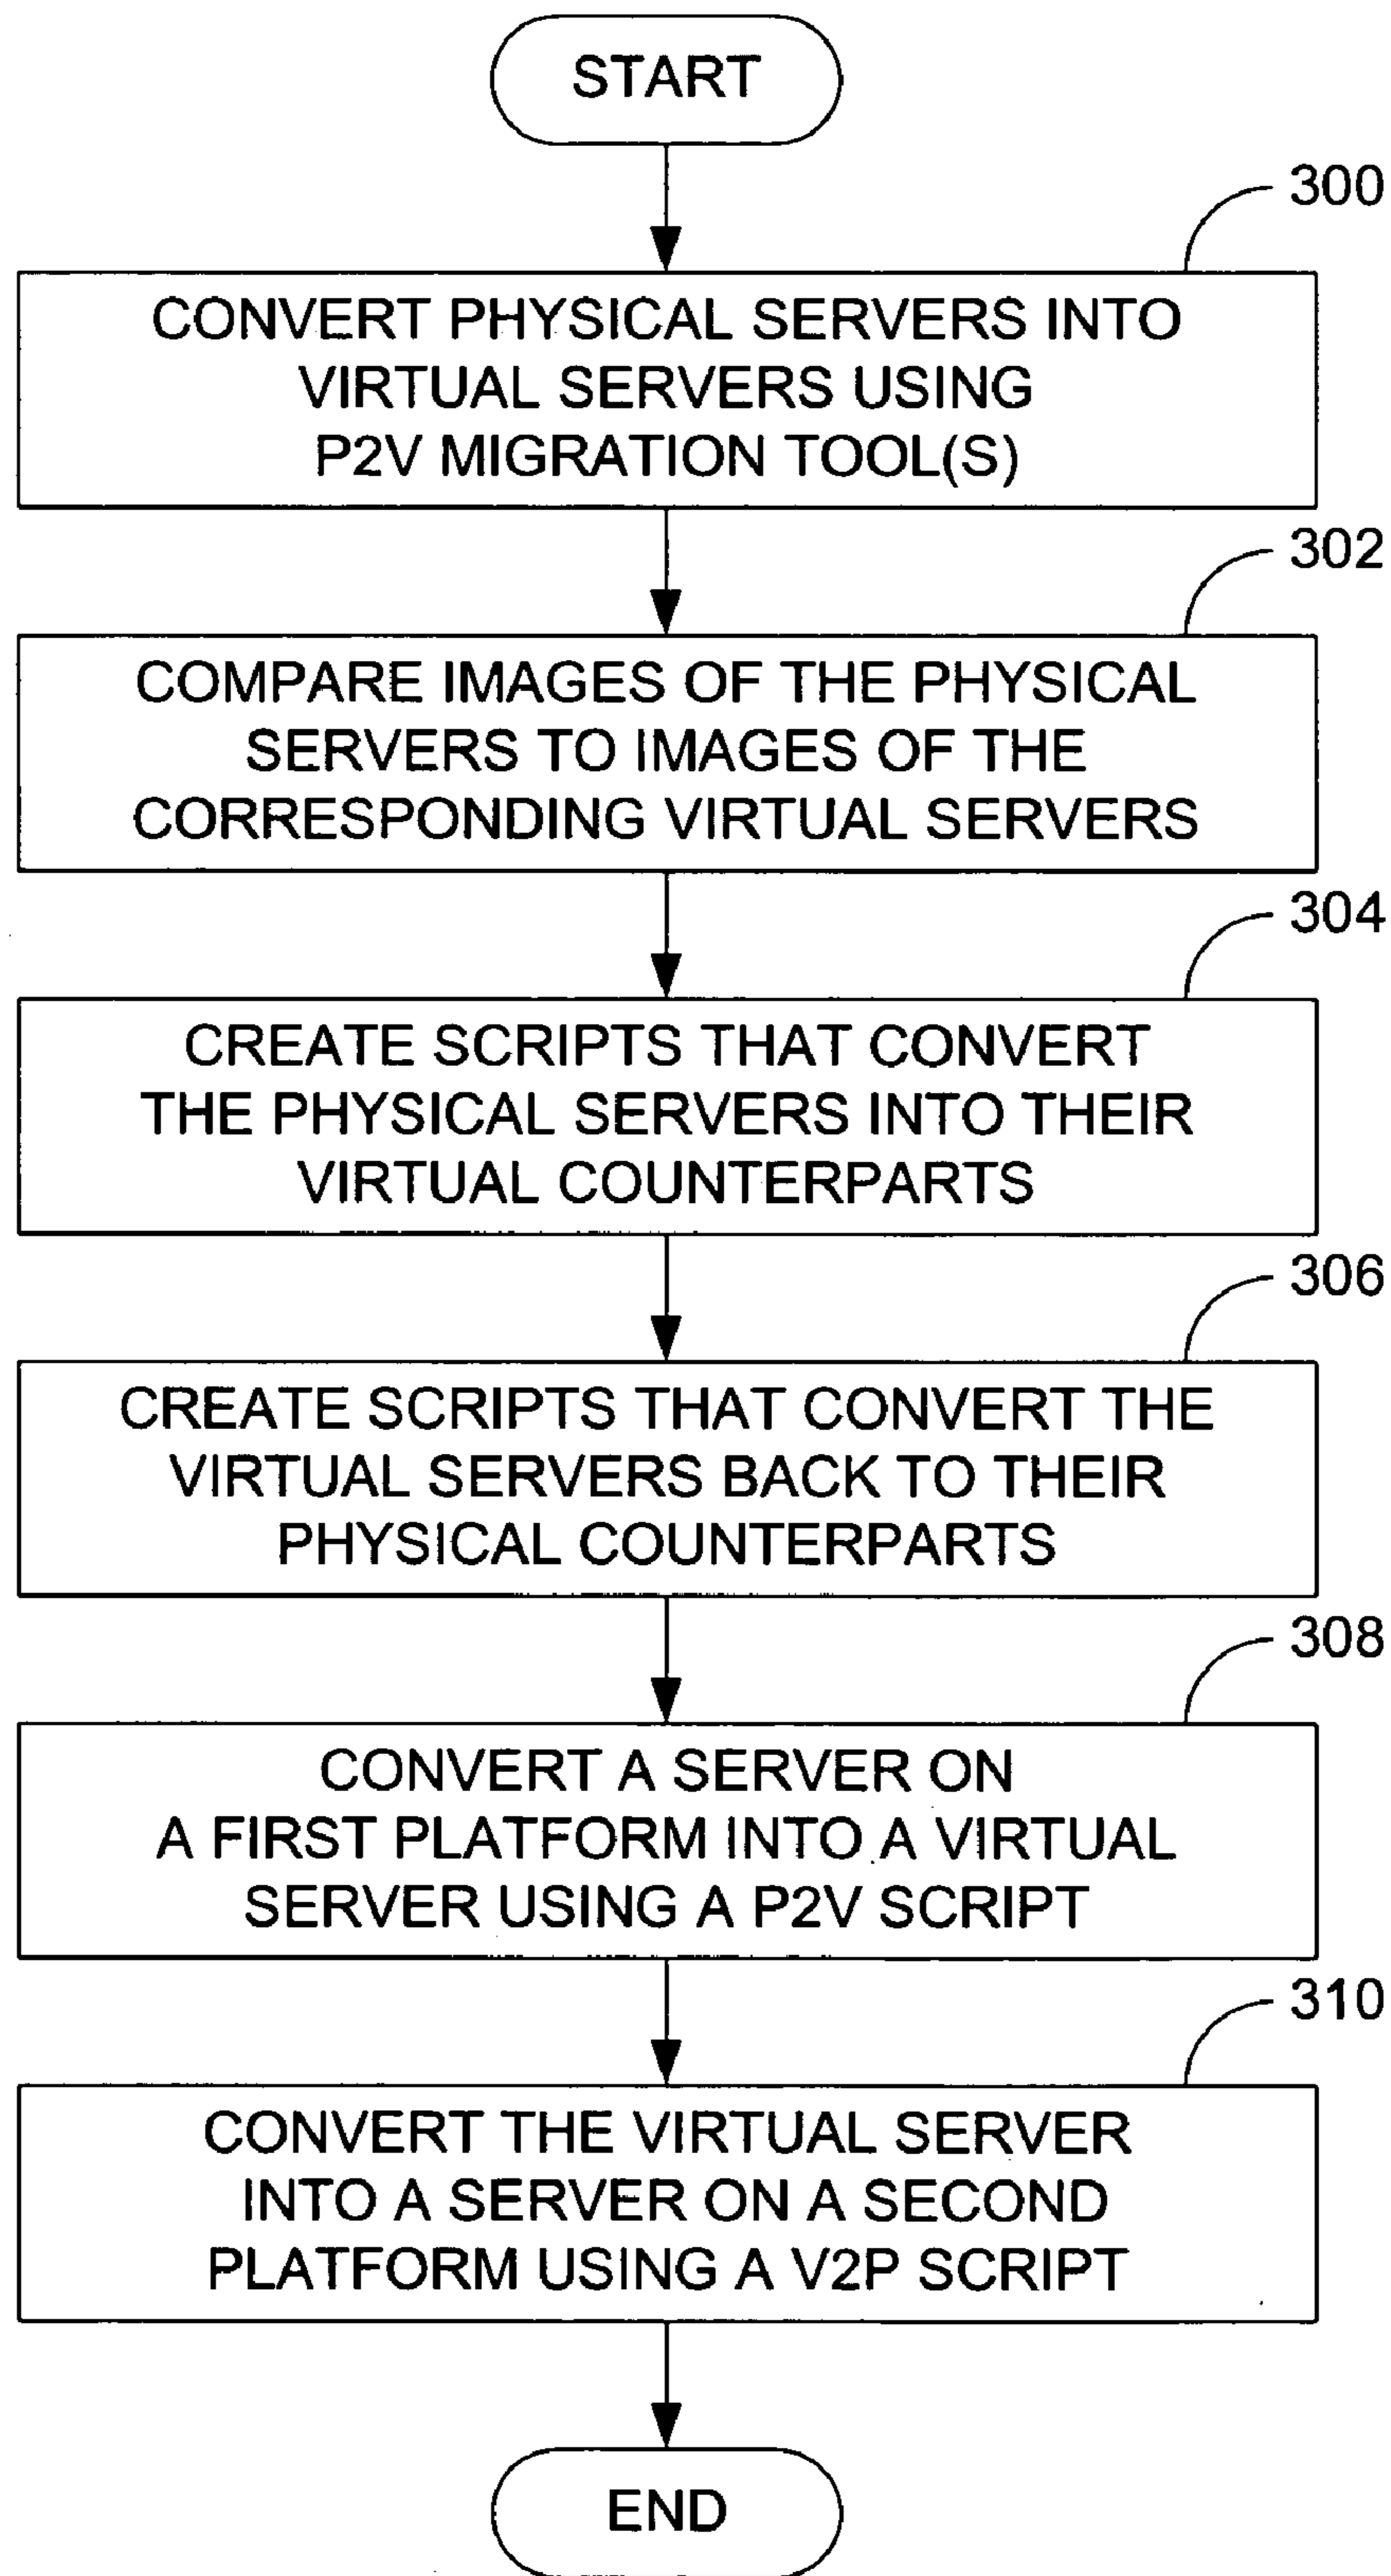 START
300
CONVERT PHYSICAL SERVERS INTO
VIRTUAL SERVERS USING
P2V MIGRATION TOOL(S)
302
COMPARE IMAGES OF THE PHYSICAL
SERVERS TO IMAGES OF THE
CORRESPONDING VIRTUAL SERVERS
304
CREATE SCRIPTS THAT CONVERT
THE PHYSICAL SERVERS INTO THEIR
VIRTUAL COUNTERPARTS
306
CREATE SCRIPTS THAT CONVERT THE
VIRTUAL SERVERS BACK TO THEIR
PHYSICAL COUNTERPARTS
308
CONVERT A SERVER ON
A FIRST PLATFORM INTO A VIRTUAL
SERVER USING A P2V SCRIPT
310
CONVERT THE VIRTUAL SERVER
INTO A SERVER ON A SECOND
PLATFORM USING A V2P SCRIPT
END